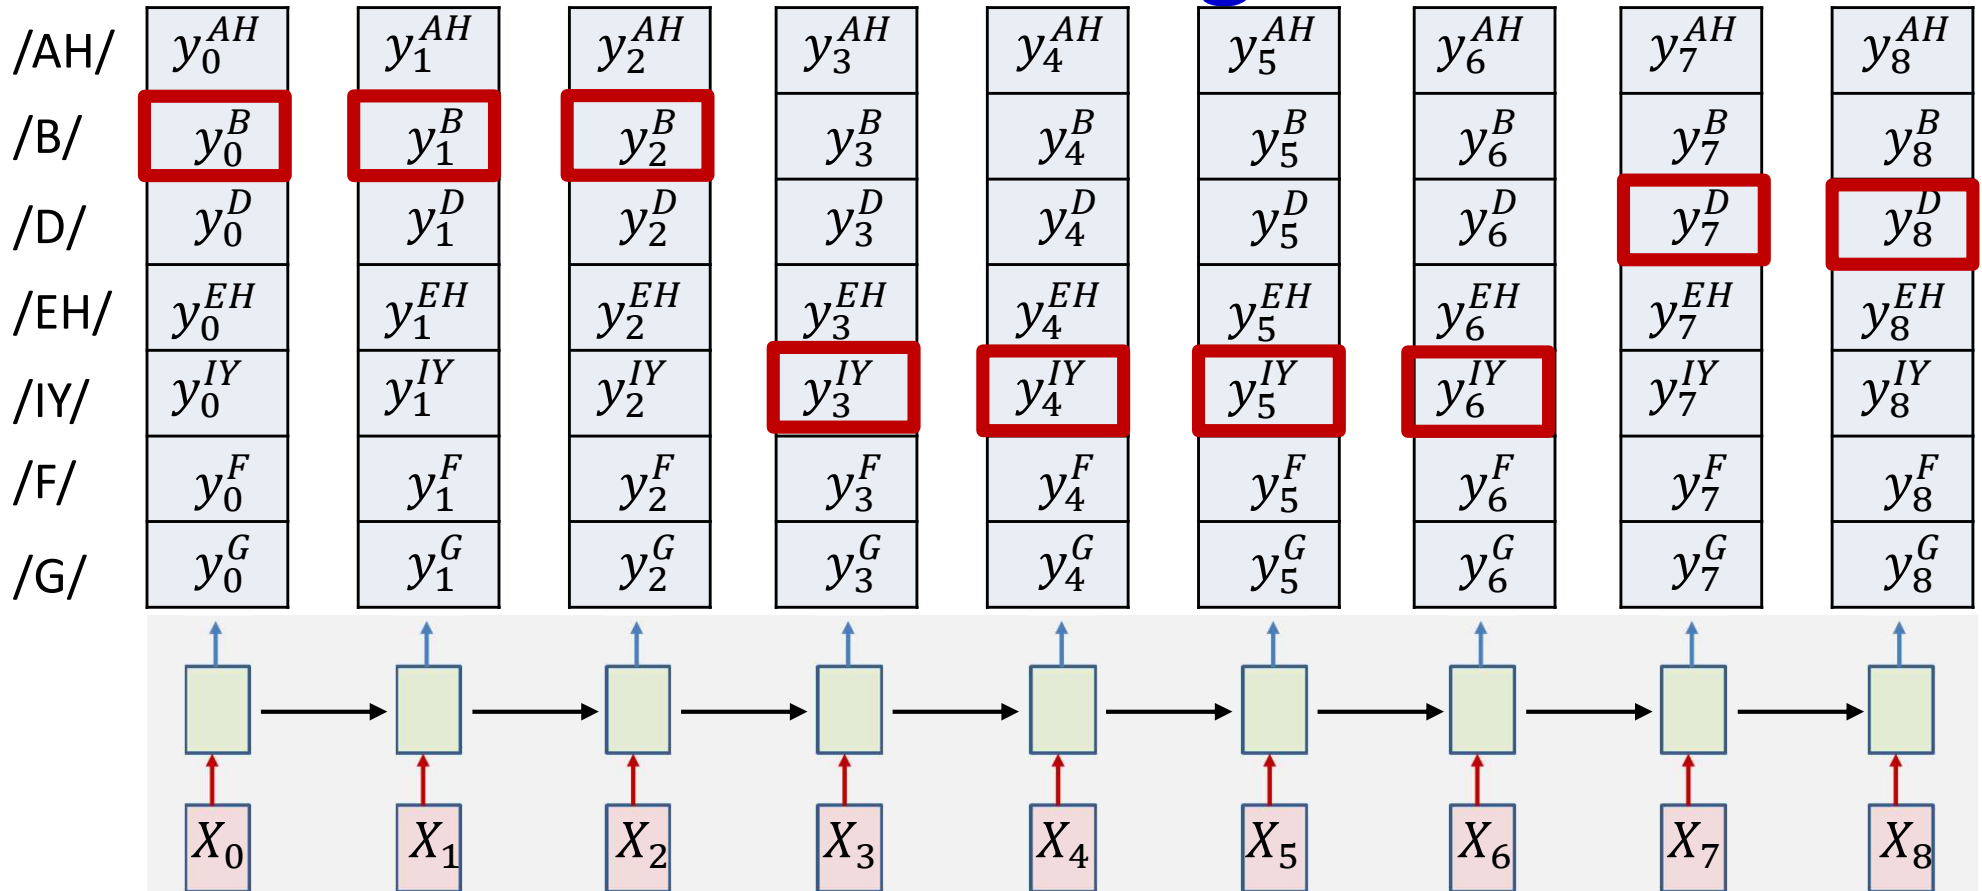 /AH/ y_0^{AH} y_1^{AH} y_2^{AH} y_3^{AH} y_4^{AH} y_5^{AH} y_6^{AH} y_7^{AH} y_8^{AH}
/B/ y_0^{B} y_1^{B} y_2^{B} y_3^{B} y_4^{B} y_5^{B} y_6^{B} y_7^{B} y_8^{B}
/D/ y_0^{D} y_1^{D} y_2^{D} y_3^{D} y_4^{D} y_5^{D} y_6^{D} y_7^{D} y_8^{D}
/EH/ y_0^{EH} y_1^{EH} y_2^{EH} y_3^{EH} y_4^{EH} y_5^{EH} y_6^{EH} y_7^{EH} y_8^{EH}
/IY/ y_0^{IY} y_1^{IY} y_2^{IY} y_3^{IY} y_4^{IY} y_5^{IY} y_6^{IY} y_7^{IY} y_8^{IY}
/F/ y_0^{F} y_1^{F} y_2^{F} y_3^{F} y_4^{F} y_5^{F} y_6^{F} y_7^{F} y_8^{F}
/G/ y_0^{G} y_1^{G} y_2^{G} y_3^{G} y_4^{G} y_5^{G} y_6^{G} y_7^{G} y_8^{G}
X_0 X_1 X_2 X_3 X_4 X_5 X_6 X_7 X_8